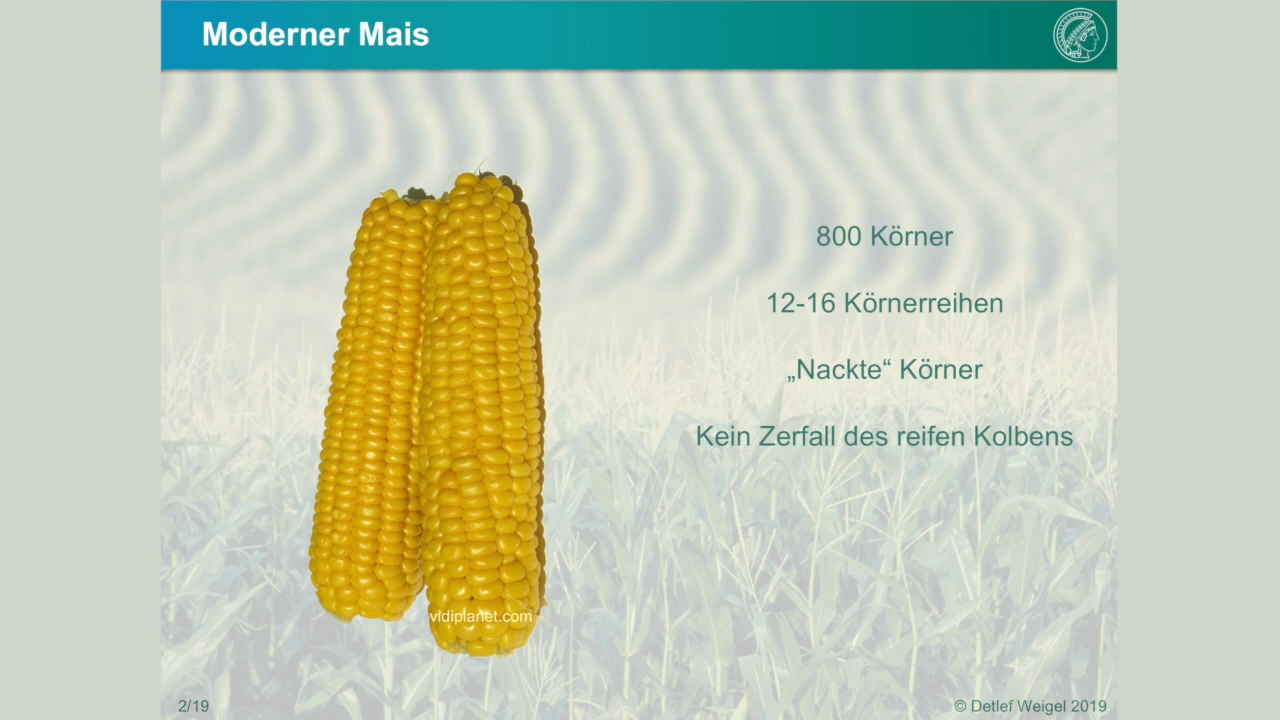 Moderner Mais
800 Körner
12-16 Körnerreihen
„Nackte“ Körner
Kein Zerfall des reifen Kolbens
vldiplanet.com
2/19
© Detlef Weigel 2019